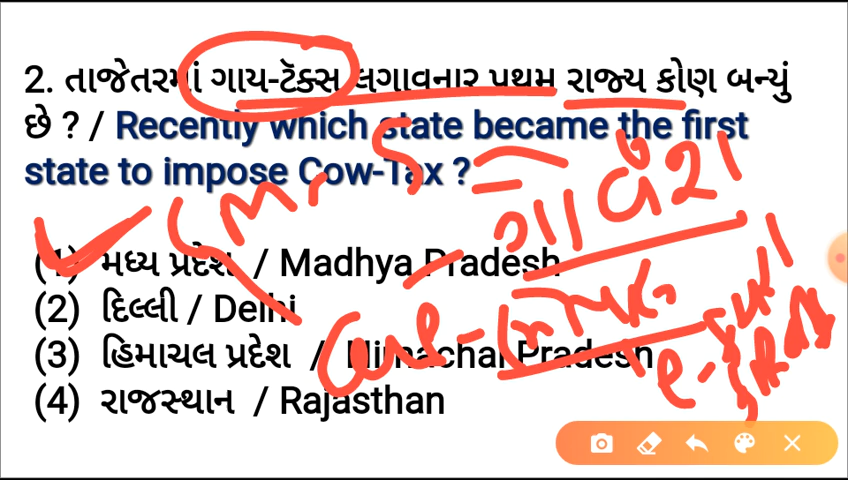 2. તાજેતરમાં ગાય-ટૅક્સ લગાવનાર પ્રથમ રાજ્ય કોણ બન્યું
છે ? / Recently which state became the first
state to impose Cow-Tax ?
(1) મધ્ય પ્રદેશ / Madhya Pradesh
(2) દિલ્લી / Delhi
(3) હિમાચલ પ્રદેશ / Himachal Pradesh
(4) રાજસ્થાન / Rajasthan